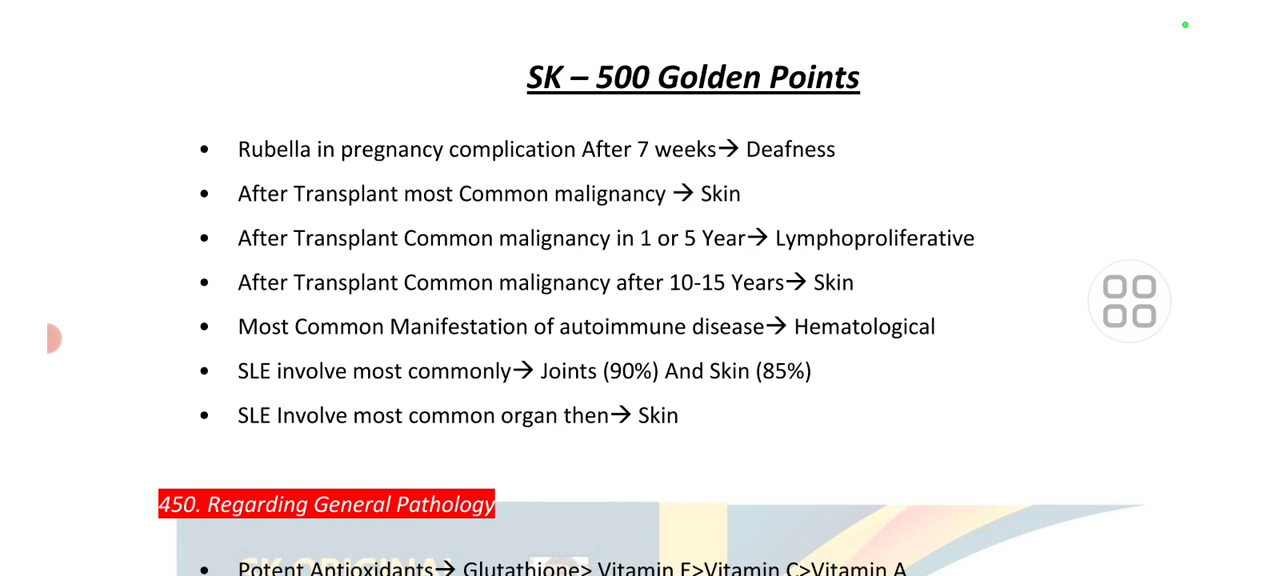 SK – 500 Golden Points
• Rubella in pregnancy complication After 7 weeks→ Deafness
• After Transplant most Common malignancy → Skin
• After Transplant Common malignancy in 1 or 5 Year→ Lymphoproliferative
• After Transplant Common malignancy after 10-15 Years→ Skin
• Most Common Manifestation of autoimmune disease→ Hematological
• SLE involve most commonly→ Joints (90%) And Skin (85%)
• SLE Involve most common organ then→ Skin
450. Regarding General Pathology
SK ORIGINAL
• Potent Antioxidants→ Glutathione> Vitamin E>Vitamin C>Vitamin A